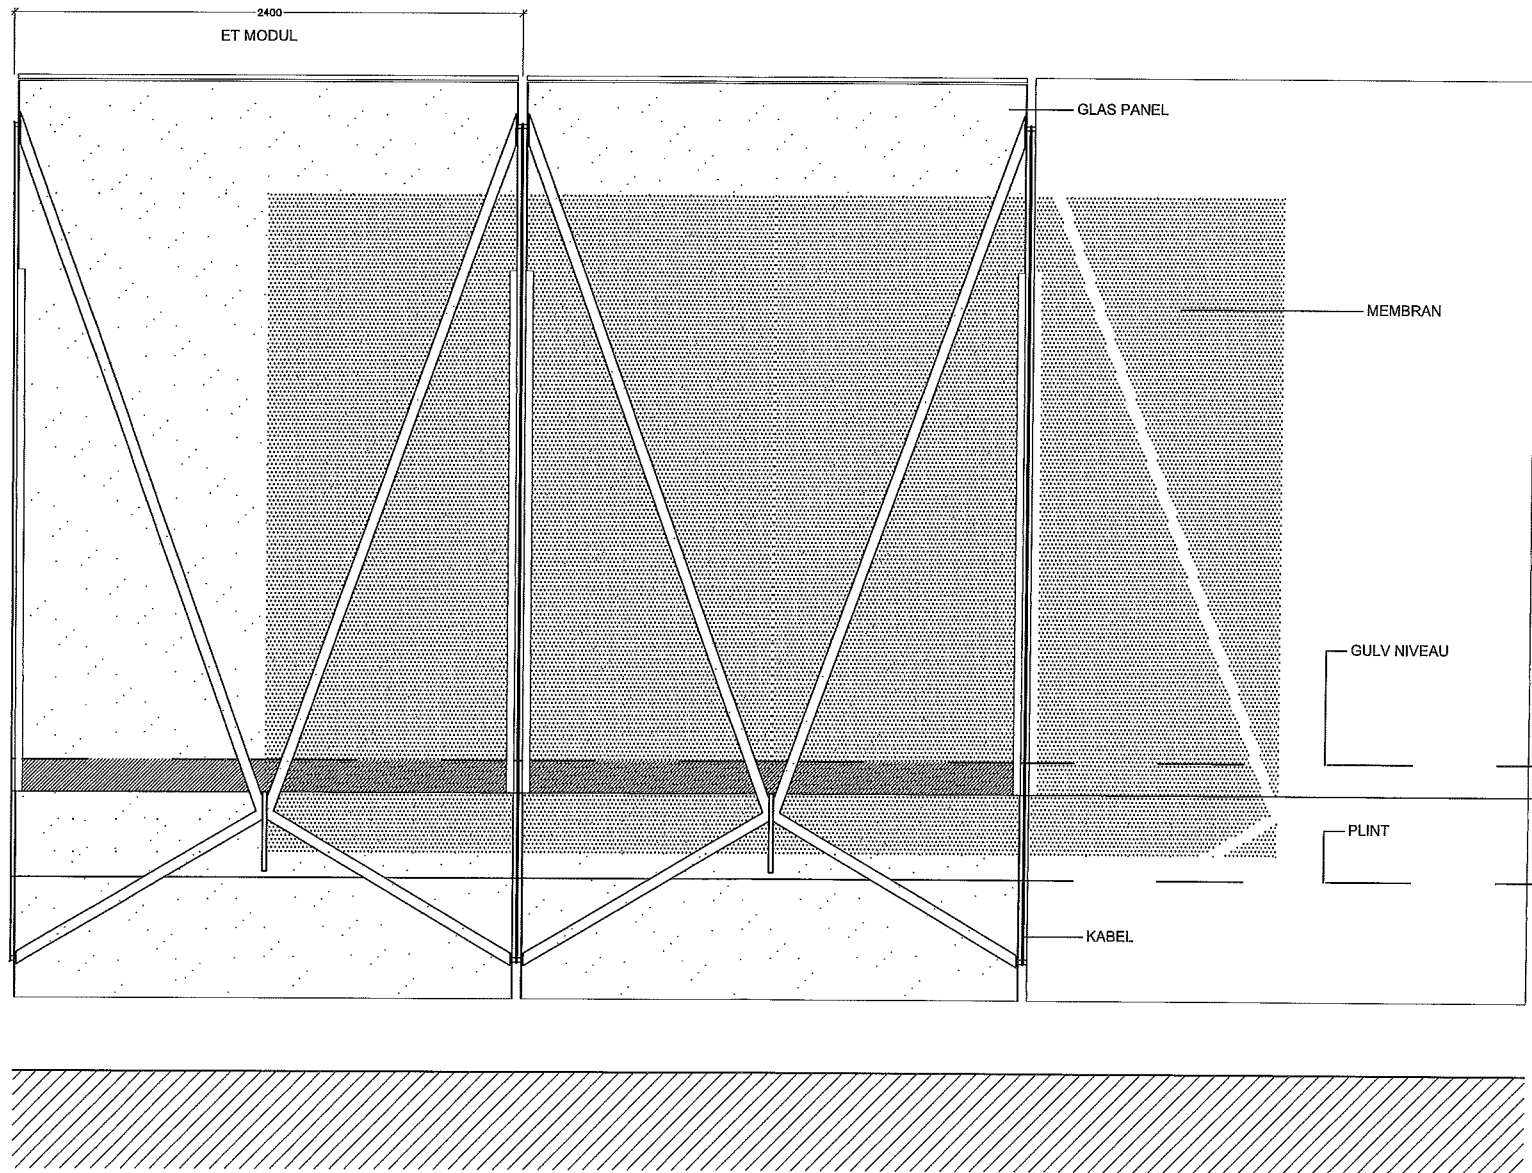 2400
ET MODUL
GLAS PANEL
MEMBRAN
GULV NIVEAU
PLINT
KABEL